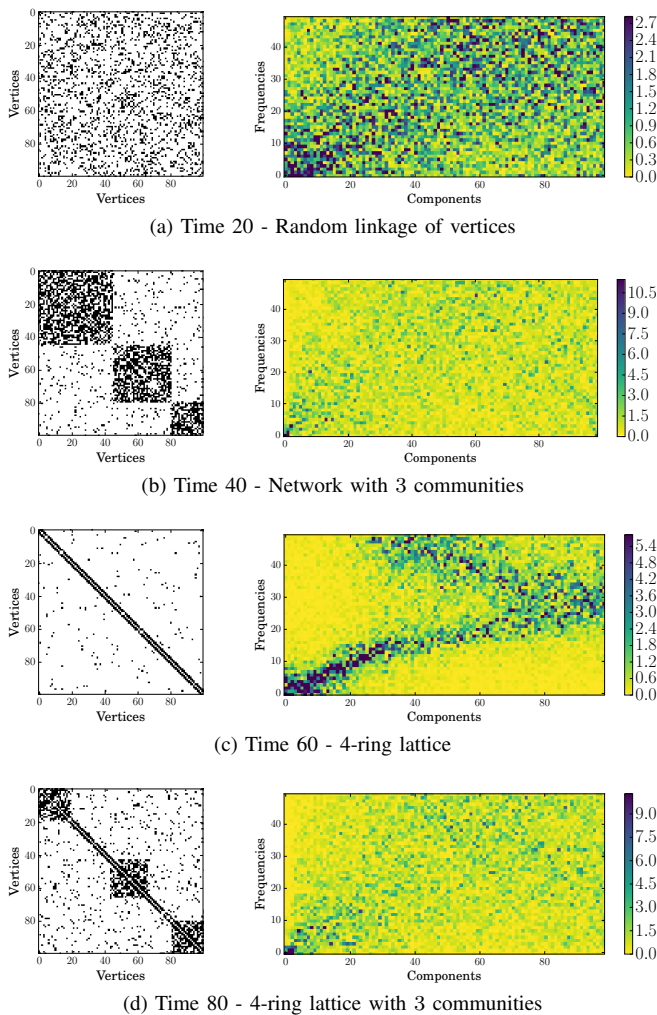 0
20
40
60
80
Vertices
0 20 40 60 80
Vertices
40
30
20
10
0
Frequencies
0 20 40 60 80
Components
2.7
2.4
2.1
1.8
1.5
1.2
0.9
0.6
0.3
0.0
(a) Time 20 - Random linkage of vertices
0
20
40
60
80
Vertices
0 20 40 60 80
Vertices
40
30
20
10
0
Frequencies
0 20 40 60 80
Components
10.5
9.0
7.5
6.0
4.5
3.0
1.5
0.0
(b) Time 40 - Network with 3 communities
0
20
40
60
80
Vertices
0 20 40 60 80
Vertices
40
30
20
10
0
Frequencies
0 20 40 60 80
Components
5.4
4.8
4.2
3.6
3.0
2.4
1.8
1.2
0.6
0.0
(c) Time 60 - 4-ring lattice
0
20
40
60
80
Vertices
0 20 40 60 80
Vertices
40
30
20
10
0
Frequencies
0 20 40 60 80
Components
9.0
7.5
6.0
4.5
3.0
1.5
0.0
(d) Time 80 - 4-ring lattice with 3 communities